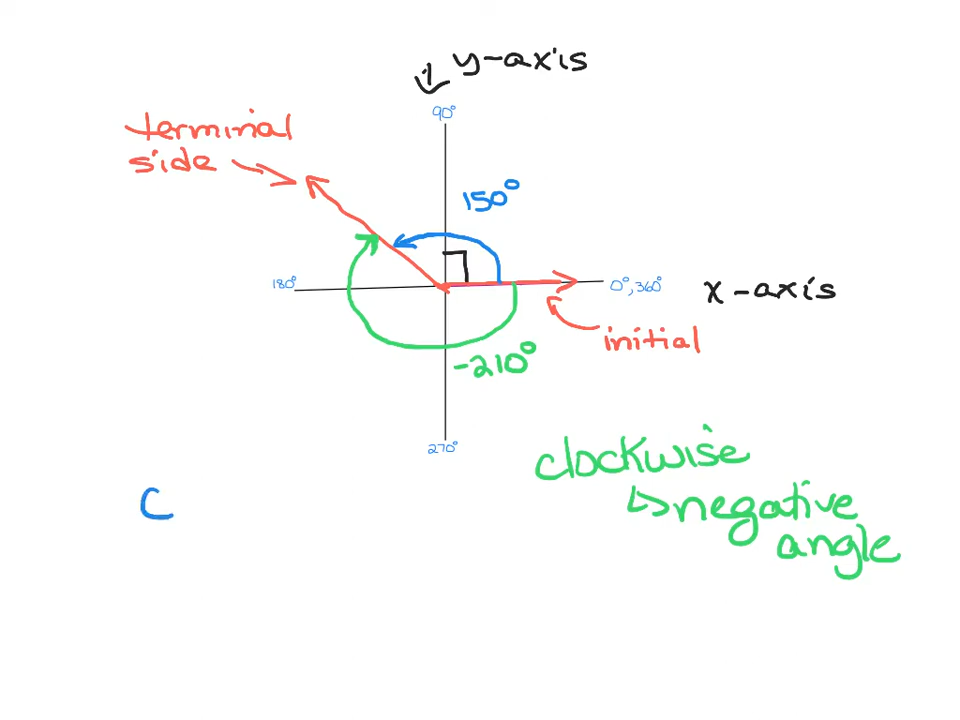 y-axis
90°
terminal
side
150°
180°
0°, 360°
x-axis
initial
-210°
270°
clockwise
negative
angle
C